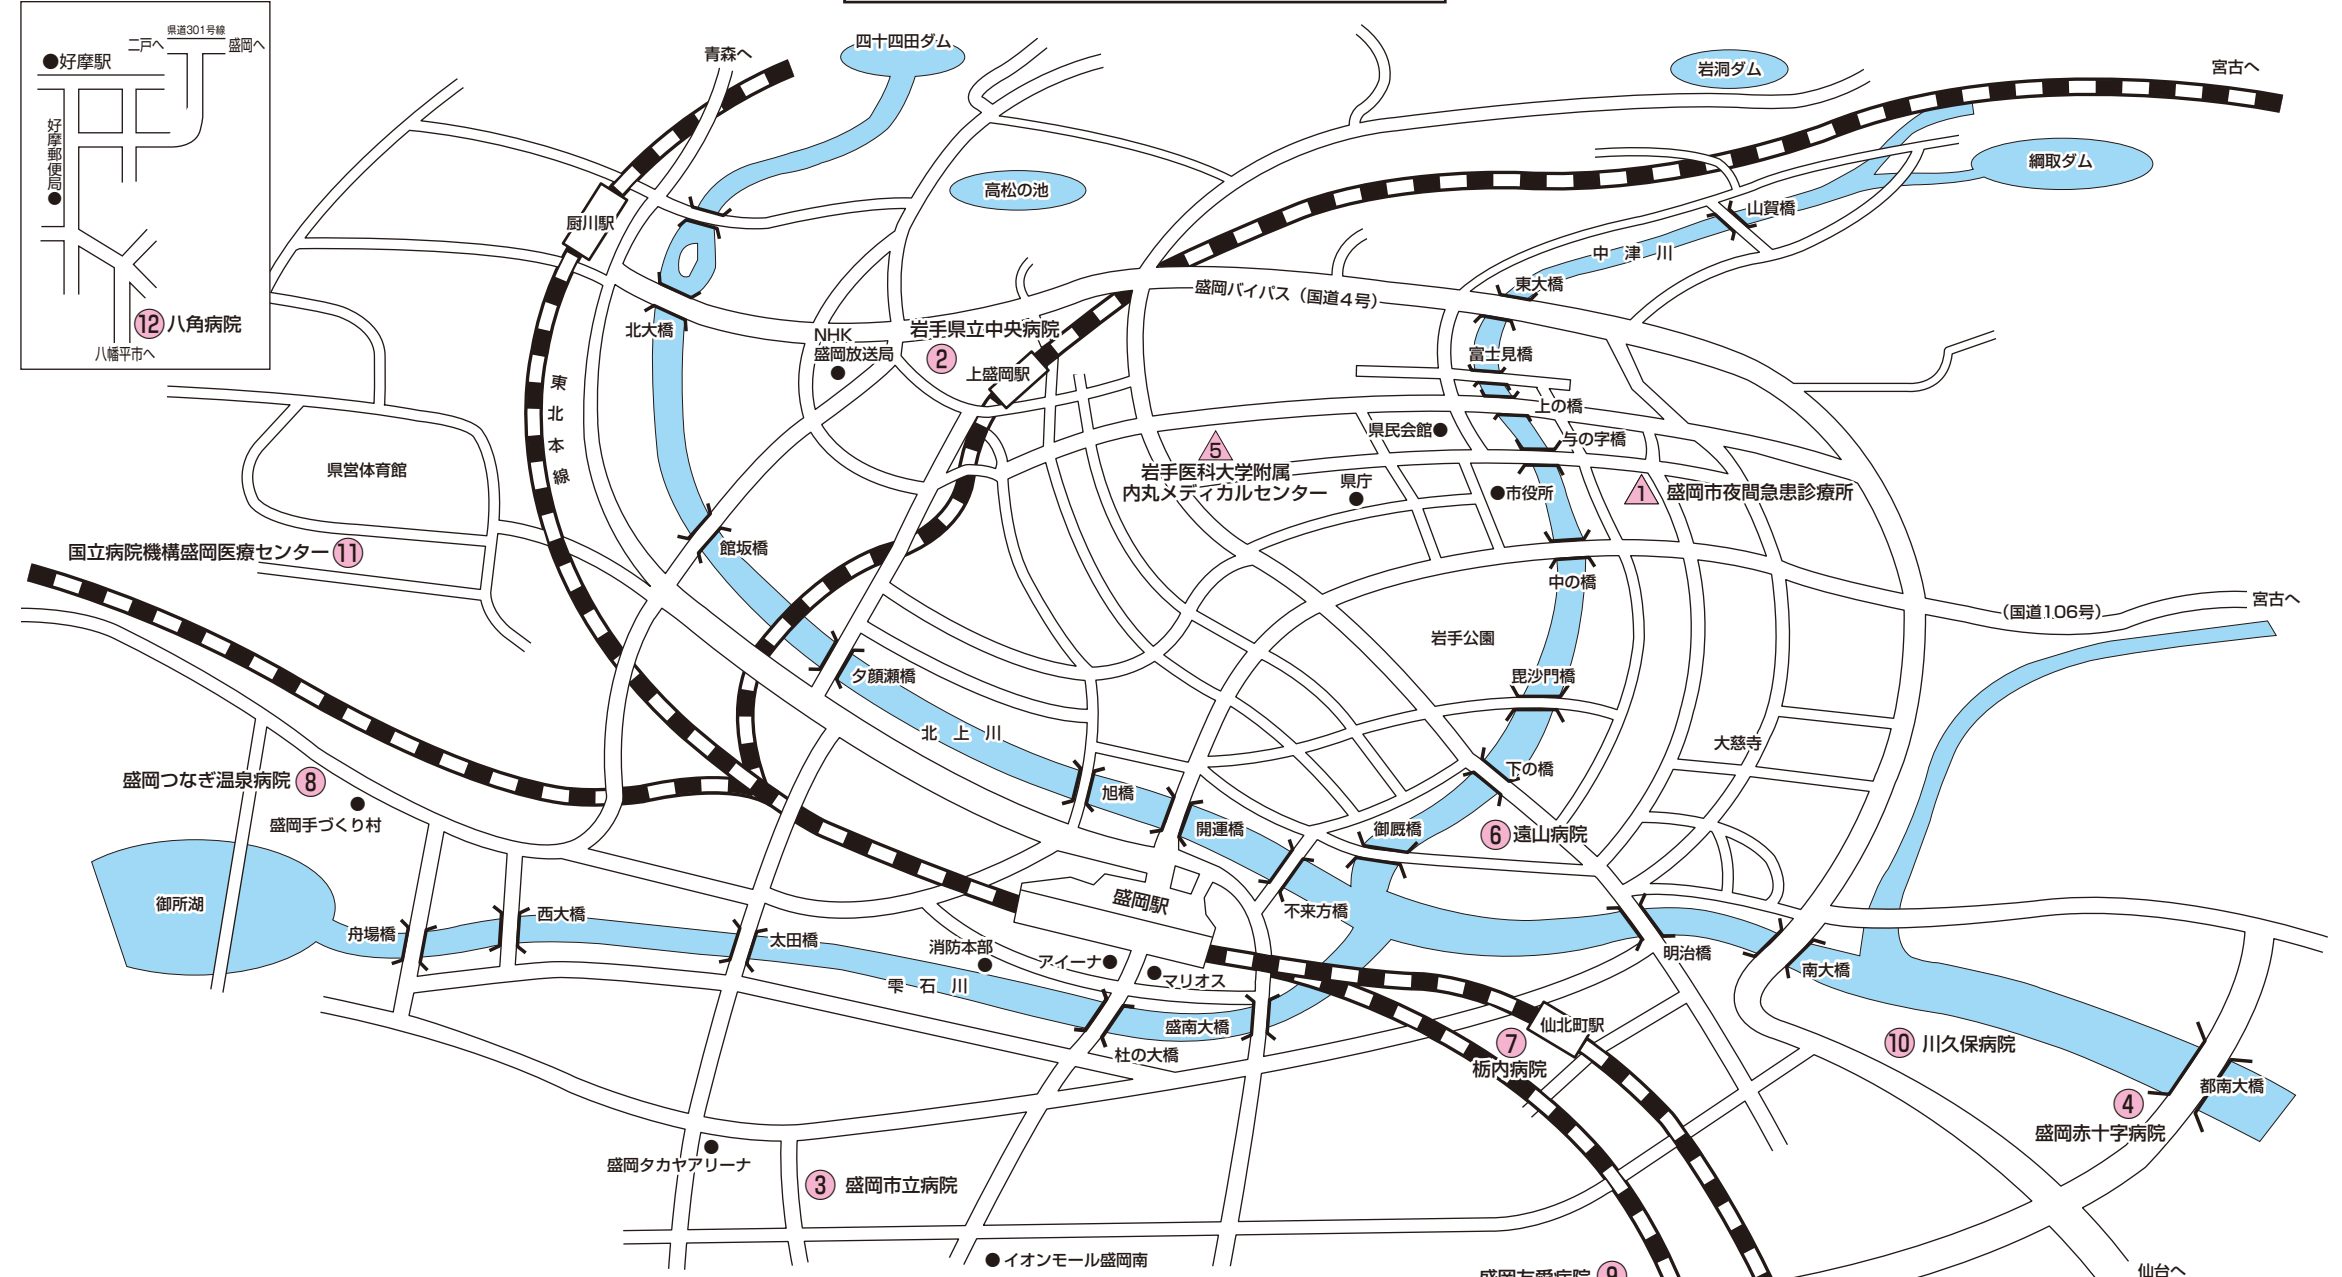 県道301号線
二戸へ
盛岡へ
●好摩駅
好摩郵便局
⑫ 八角病院
八幡平市へ
青森へ
四十四田ダム
岩洞ダム
宮古へ
綱取ダム
高松の池
厨川駅
山賀橋
中津川
東大橋
盛岡バイパス（国道4号）
北大橋
NHK
盛岡放送局
岩手県立中央病院
②
上盛岡駅
富士見橋
上の橋
与の字橋
県民会館
東北本線
県営体育館
5
岩手医科大学附属
内丸メディカルセンター
県庁
市役所
1
盛岡市夜間急患診療所
国立病院機構盛岡医療センター ⑪
館坂橋
中の橋
（国道106号）
宮古へ
岩手公園
夕顔瀬橋
毘沙門橋
北上川
大慈寺
下の橋
盛岡つなぎ温泉病院 ⑧
盛岡手づくり村
旭橋
開運橋
御厩橋
⑥ 遠山病院
御所湖
盛岡駅
不来方橋
舟場橋
西大橋
太田橋
消防本部
アイーナ
マリオス
雫石川
明治橋
南大橋
盛南大橋
杜の大橋
仙北町駅
⑦
栃内病院
⑩ 川久保病院
都南大橋
④
盛岡赤十字病院
盛岡タカヤアリーナ
③ 盛岡市立病院
イオンモール盛岡南
盛岡友愛病院 ⑨
仙台へ